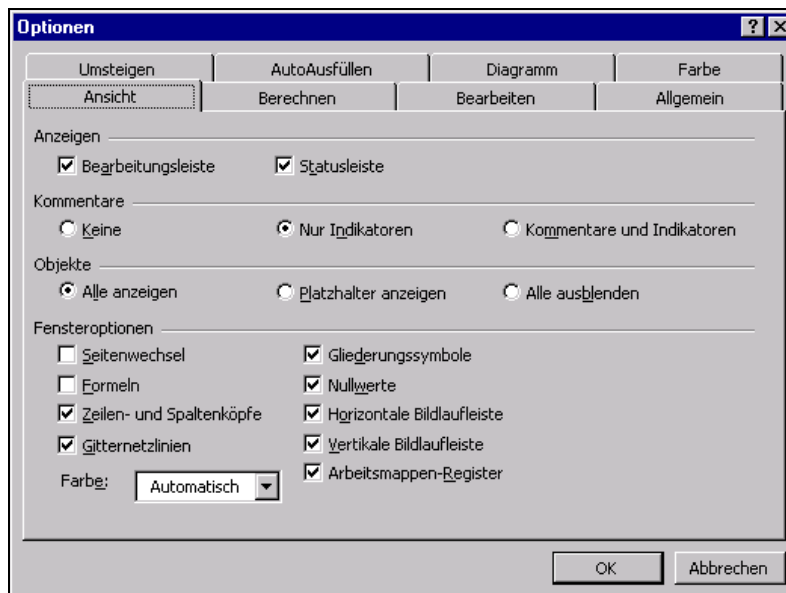 Optionen
Umsteigen AutoAusfüllen Diagramm Farbe
Ansicht Berechnen Bearbeiten Allgemein
Anzeigen
Bearbeitungsleiste Statusleiste
Kommentare
Keine Nur Indikatoren Kommentare und Indikatoren
Objekte
Alle anzeigen Platzhalter anzeigen Alle ausblenden
Fensteroptionen
Seitenwechsel Gliederungssymbole
Formeln Nullwerte
Zeilen- und Spaltenköpfe Horizontale Bildlaufleiste
Gitternetzlinien Vertikale Bildlaufleiste
Farbe: Automatisch Arbeitsmappen-Register
OK Abbrechen